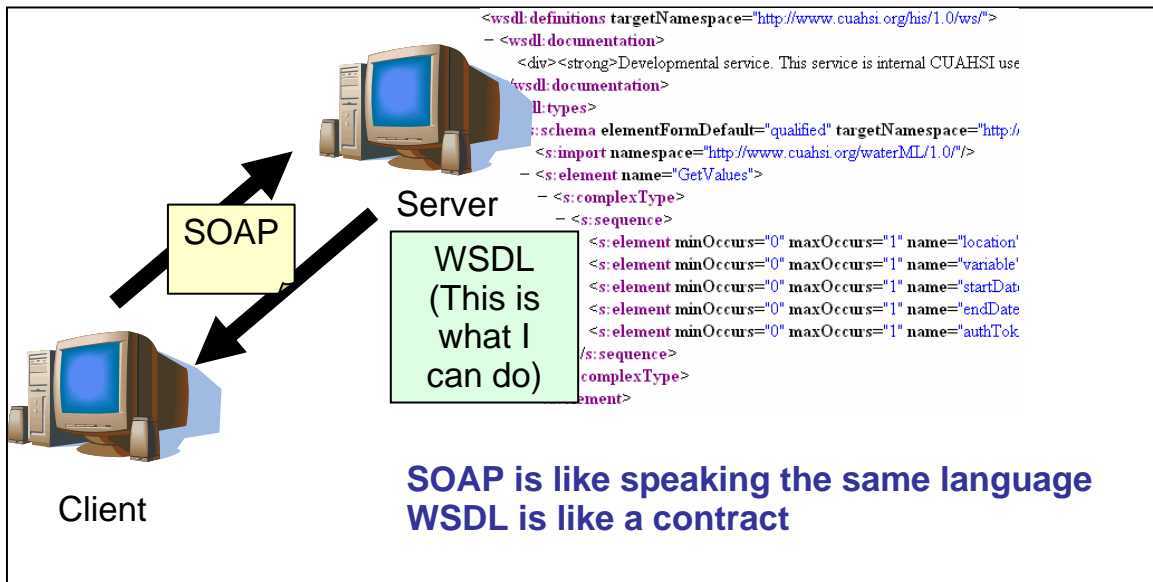 <wsdl:definitions targetNamespace="http://www.cuahsi.org/his/1.0/ws/">
− <wsdl:documentation>
<div><strong>Developmental service. This service is internal CUAHSI use
wsdl:documentation>
dl:types>
s:schema elementFormDefault="qualified" targetNamespace="http:/
<s:import namespace="http://www.cuahsi.org/waterML/1.0/"/>
− <s:element name="GetValues">
− <s:complexType>
− <s:sequence>
<s:element minOccurs="0" maxOccurs="1" name="location"
<s:element minOccurs="0" maxOccurs="1" name="variable"
<s:element minOccurs="0" maxOccurs="1" name="startDate
<s:element minOccurs="0" maxOccurs="1" name="endDate
<s:element minOccurs="0" maxOccurs="1" name="authTok
/s:sequence>
complexType>
ement>
Server
SOAP
WSDL
(This is
what I
can do)
Client
SOAP is like speaking the same language
WSDL is like a contract